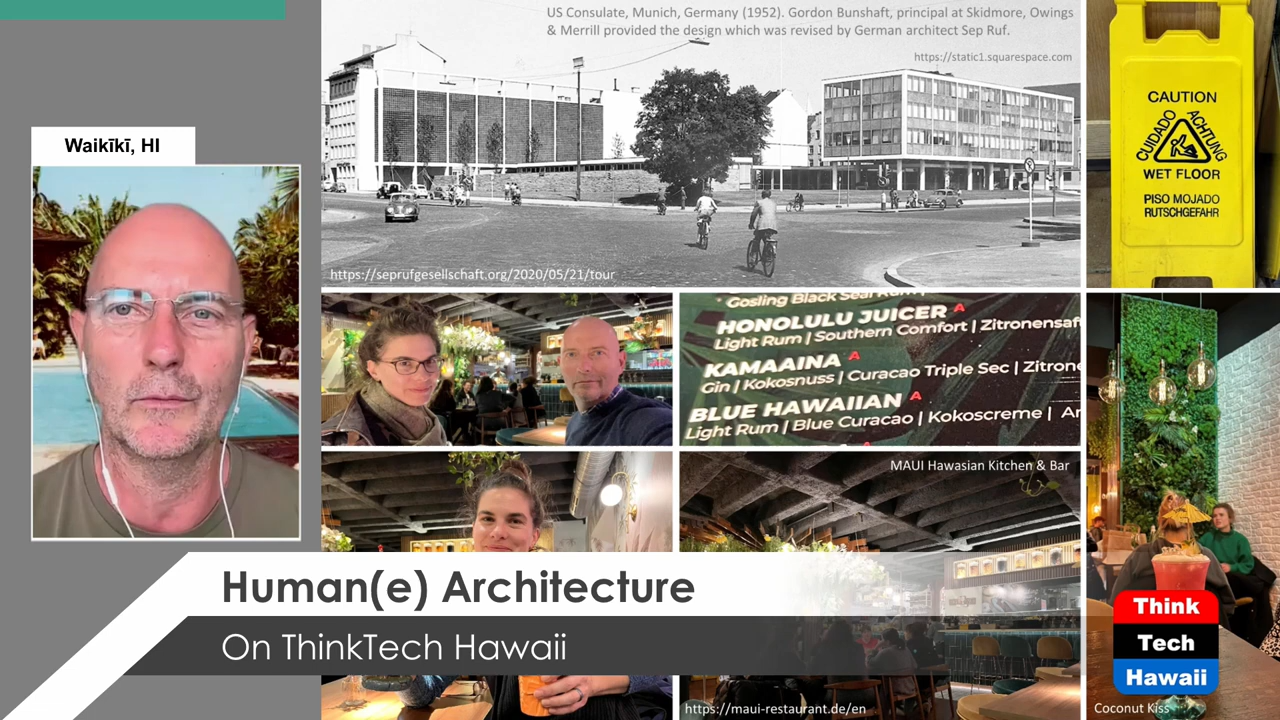 US Consulate, Munich, Germany (1952). Gordon Bunshaft, principal at Skidmore, Owings
& Merrill provided the design which was revised by German architect Sep Ruf.
https://static1.squarespace.com
https://seprufgesellschaft.org/2020/05/21/tour
CAUTION
CUIDADO
ACHTUNG
WET FLOOR
PISO MOJADO
RUTSCHGEFAHR
Waikīkī, HI
Gosling Black Seal
HONOLULU JUICER A
Light Rum | Southern Comfort | Zitronensaf
KAMAAINA A
Gin | Kokosnuss | Curacao Triple Sec | Zitrone
BLUE HAWAIIAN A
Light Rum | Blue Curacao | Kokoscreme |
MAUI Hawasian Kitchen & Bar
Human(e) Architecture
On ThinkTech Hawaii
Think
Tech
Hawaii
https://maui-restaurant.de/en
Coconut Kiss